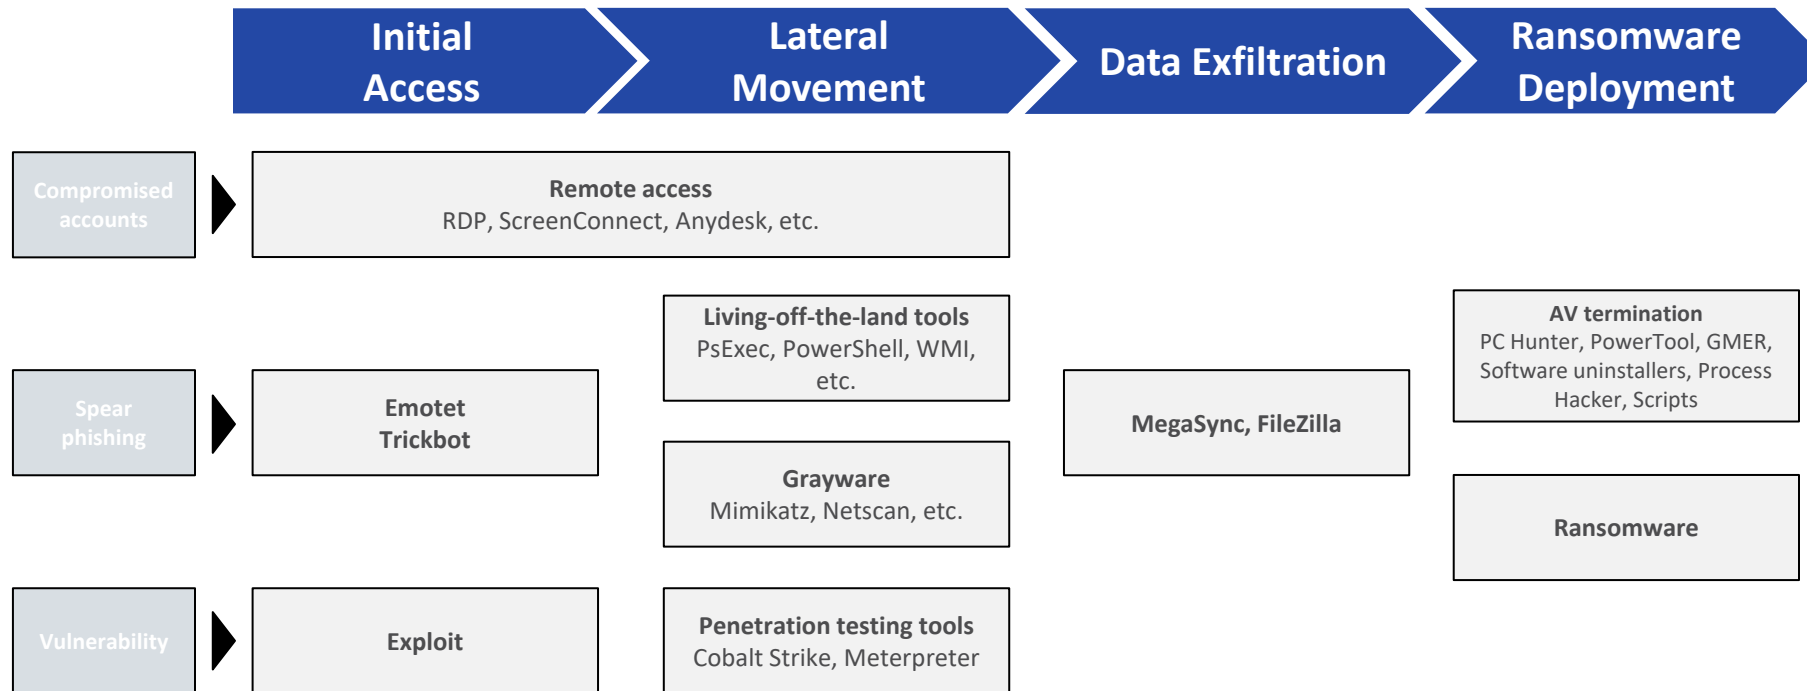 Initial
Access
Lateral
Movement
Data Exfiltration
Ransomware
Deployment
Compromised
accounts
Remote access
RDP, ScreenConnect, Anydesk, etc.
Spear
phishing
Emotet
Trickbot
Living-off-the-land tools
PsExec, PowerShell, WMI,
etc.
Grayware
Mimikatz, Netscan, etc.
MegaSync, FileZilla
AV termination
PC Hunter, PowerTool, GMER,
Software uninstallers, Process
Hacker, Scripts
Ransomware
Vulnerability
Exploit
Penetration testing tools
Cobalt Strike, Meterpreter